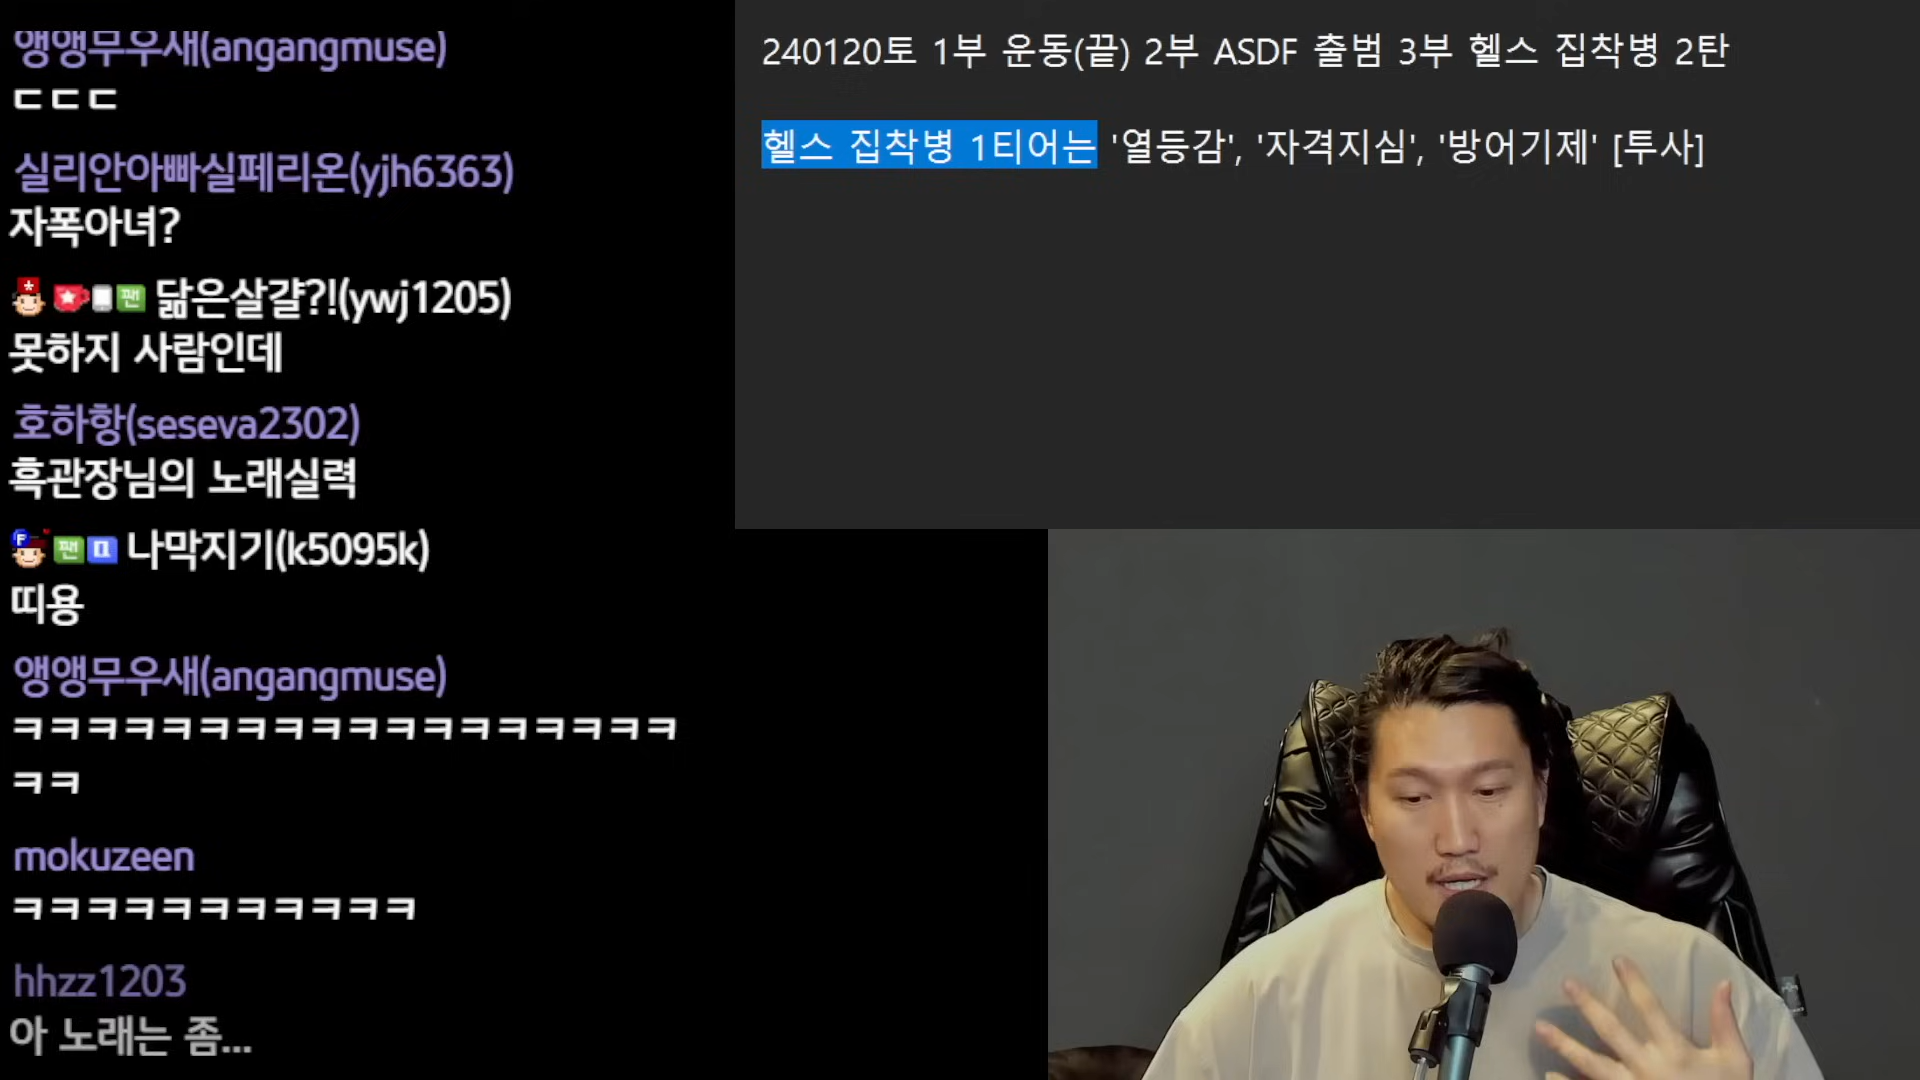 앵앵무우새(angangmuse)
ㄷㄷㄷ
실리안아빠실페리온(yjh6363)
자폭아녀?
팬 닮은살걀?!(ywj1205)
못하지 사람인데
호하항(seseva2302)
흑관장님의 노래실력
F 팬 n 나막지기(k5095k)
띠용
앵앵무우새(angangmuse)
ㅋㅋㅋㅋㅋㅋㅋㅋㅋㅋㅋㅋㅋㅋㅋㅋㅋㅋ
ㅋㅋ
mokuzeen
ㅋㅋㅋㅋㅋㅋㅋㅋㅋㅋㅋ
hhzz1203
아 노래는 좀...
240120토 1부 운동(끝) 2부 ASDF 출범 3부 헬스 집착병 2탄
헬스 집착병 1티어는 '열등감', '자격지심', '방어기제' [투사]